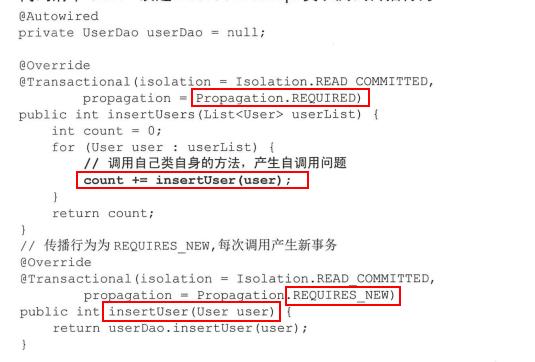 @Autowired
private UserDao userDao = null;
@Override
@Transactional(isolation = Isolation.READ_COMMITTED,
propagation = Propagation.REQUIRED)
public int insertUsers(List<User> userList) {
int count = 0;
for (User user : userList) {
// 调用自己类自身的方法，产生自调用问题
count += insertUser(user);
}
return count;
}
// 传播行为为 REQUIRES_NEW,每次调用产生新事务
@Override
@Transactional(isolation = Isolation.READ_COMMITTED,
propagation = Propagation.REQUIRES_NEW)
public int insertUser(User user) {
return userDao.insertUser(user);
}